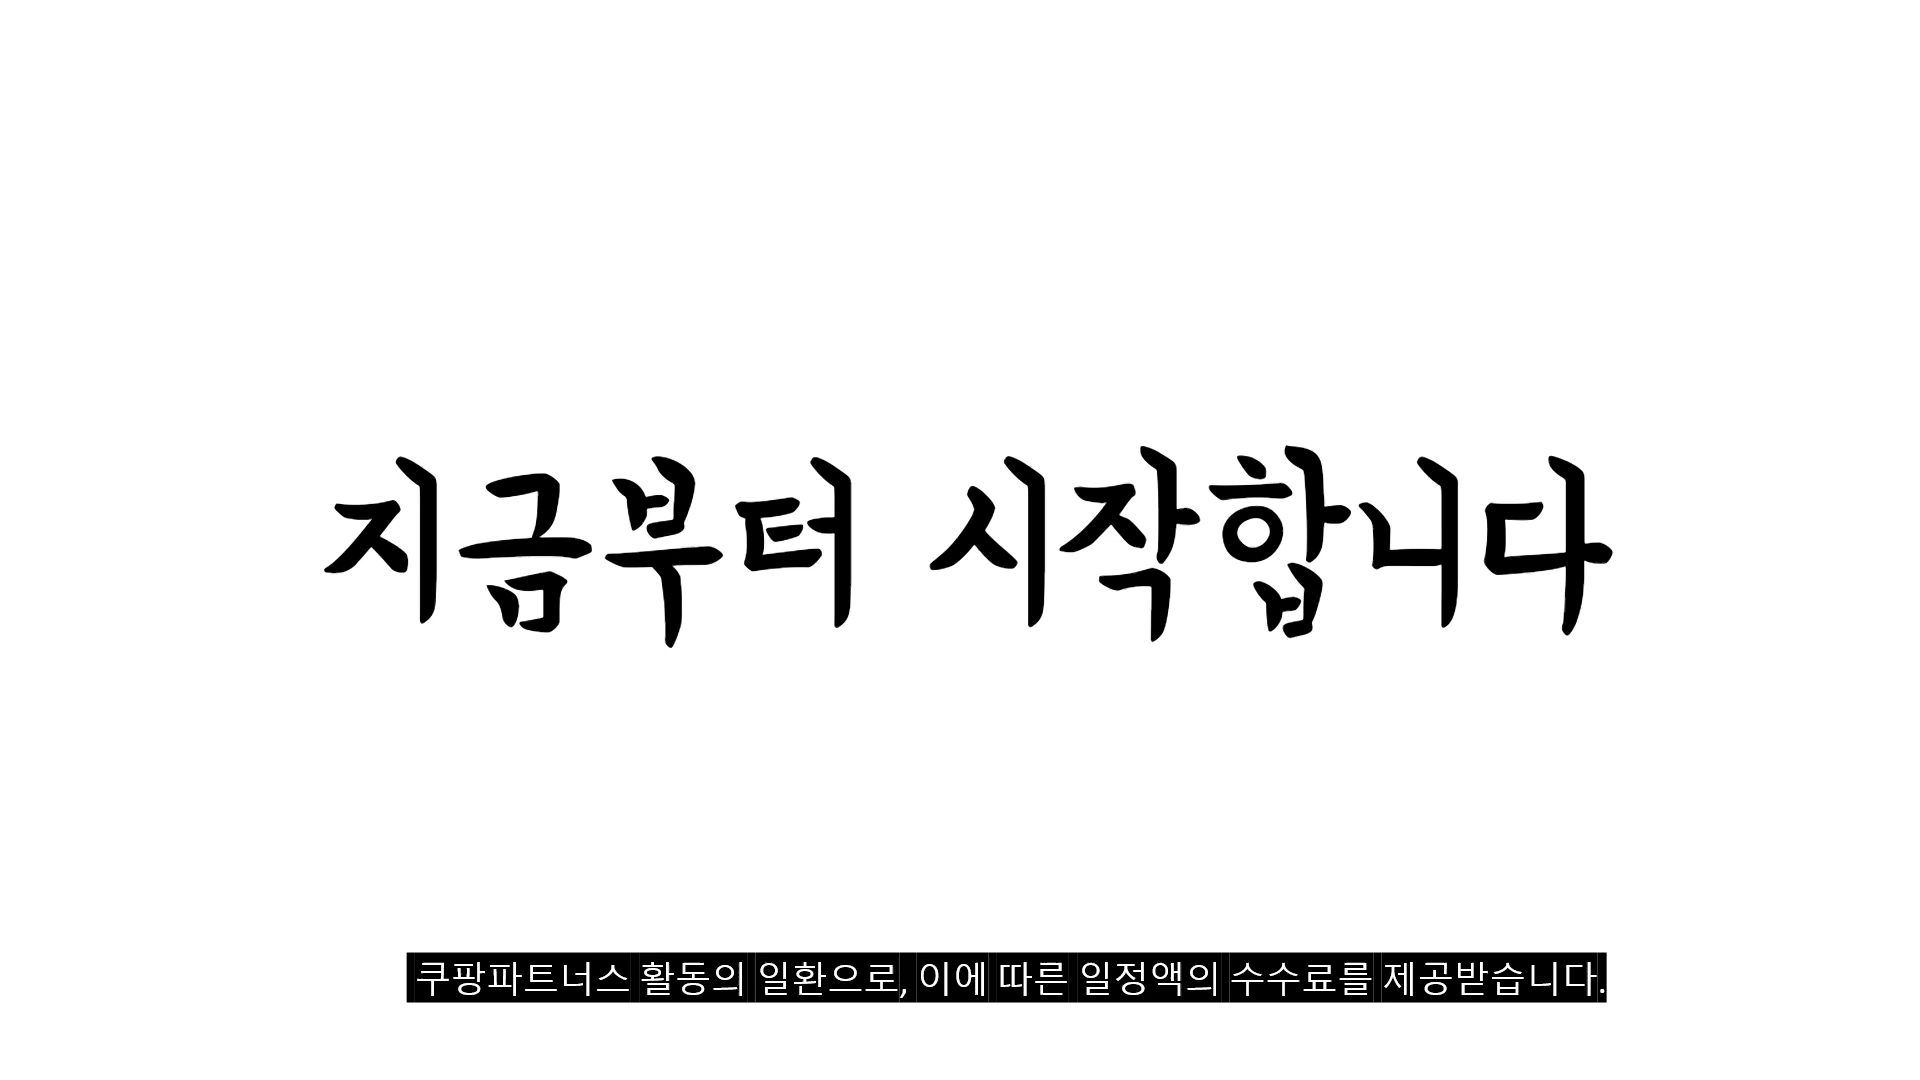 지금부터 시작합니다
쿠팡파트너스 활동의 일환으로, 이에 따른 일정액의 수수료를 제공받습니다.